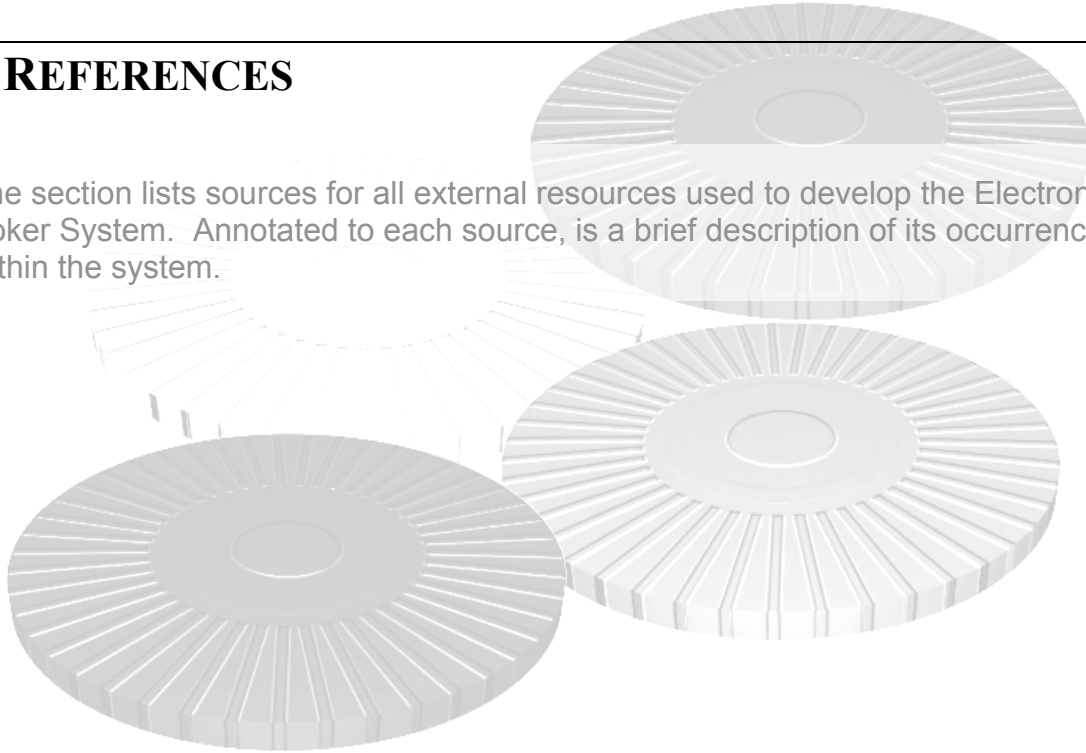 REFERENCES
he section lists sources for all external resources used to develop the Electron
oker System. Annotated to each source, is a brief description of its occurrenc
thin the system.